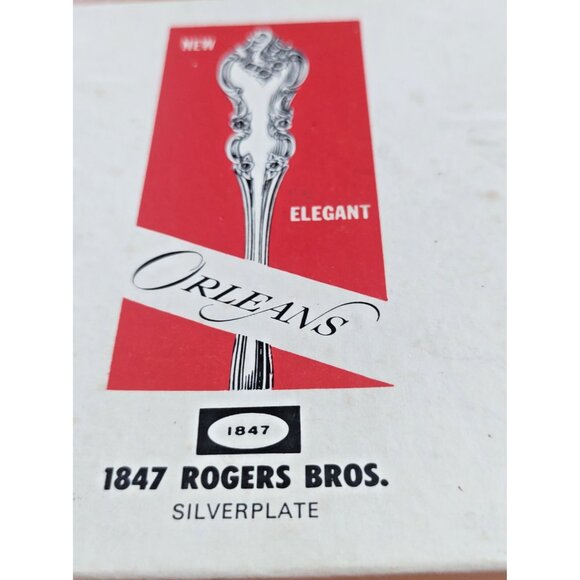 NEW
ELEGANT
ORLEANS
1847
1847 ROGERS BROS.
SILVERPLATE